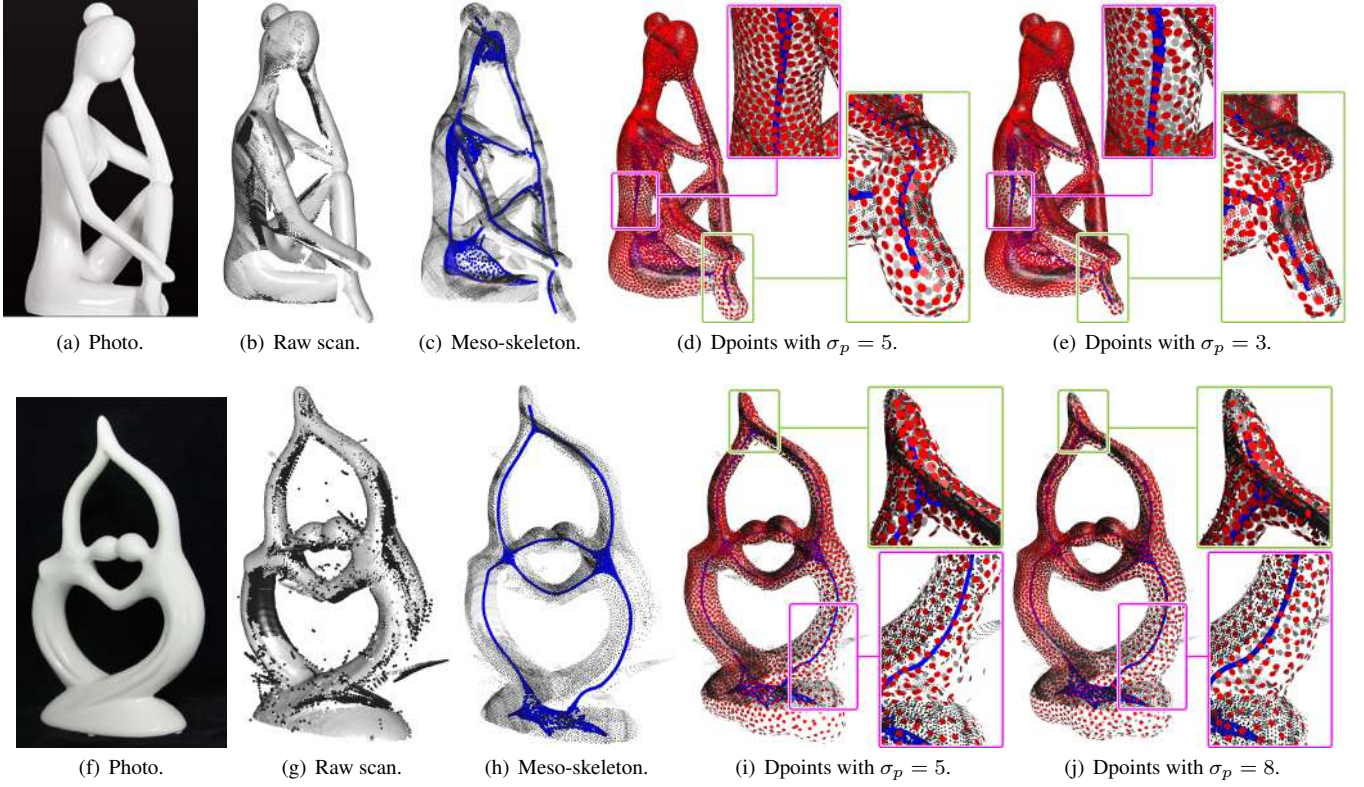 (a) Photo.
(b) Raw scan.
(c) Meso-skeleton.
(d) Dpoints with σₚ = 5.
(e) Dpoints with σₚ = 3.
(f) Photo.
(g) Raw scan.
(h) Meso-skeleton.
(i) Dpoints with σₚ = 5.
(j) Dpoints with σₚ = 8.